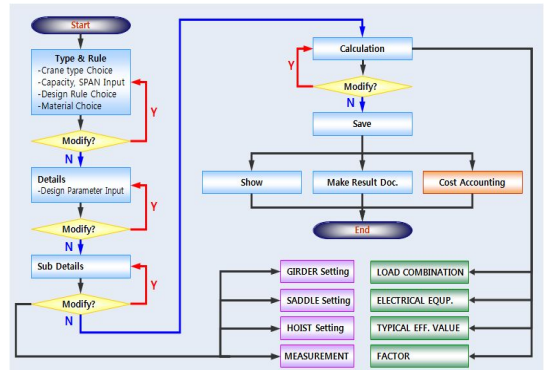 Start
Type & Rule
-Crane type Choice
-Capacity, SPAN Input
-Design Rule Choice
-Material Choice
Y
Modify?
N
Details
-Design Parameter Input
Y
Modify?
N
Sub Details
Y
Modify?
N
Calculation
Y
Modify?
N
Save
Show
Make Result Doc.
Cost Accounting
End
GIRDER Setting
LOAD COMBINATION
SADDLE Setting
ELECTRICAL EQUP.
HOIST Setting
TYPICAL EFF. VALUE
MEASUREMENT
FACTOR